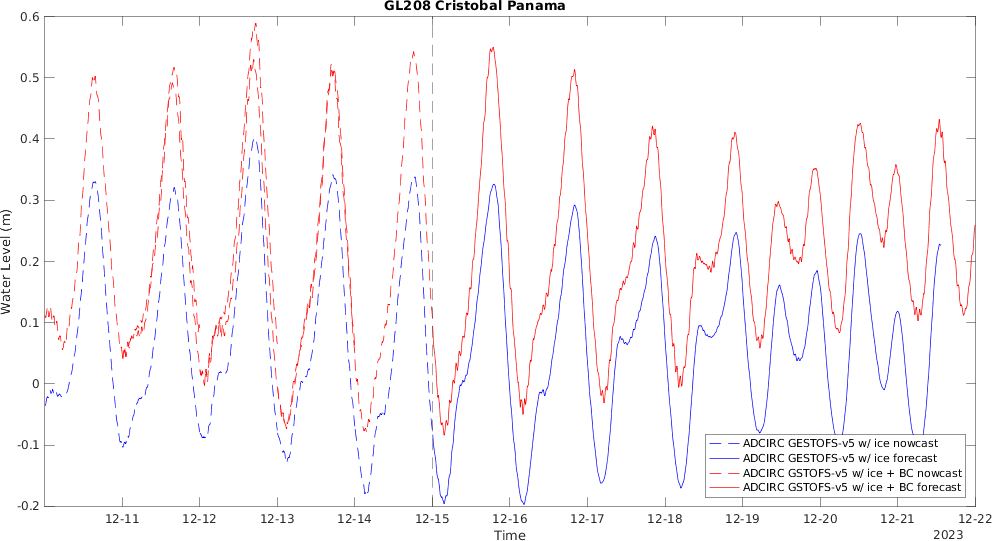 GL208 Cristobal Panama
0.6
0.5
0.4
0.3
0.2
0.1
0
-0.1
-0.2
Water Level (m)
ADCIRC GESTOFS-v5 w/ ice nowcast
ADCIRC GESTOFS-v5 w/ ice forecast
ADCIRC GSTOFS-v5 w/ ice + BC nowcast
ADCIRC GSTOFS-v5 w/ ice + BC forecast
12-11 12-12 12-13 12-14 12-15 12-16 12-17 12-18 12-19 12-20 12-21 12-22
Time
2023